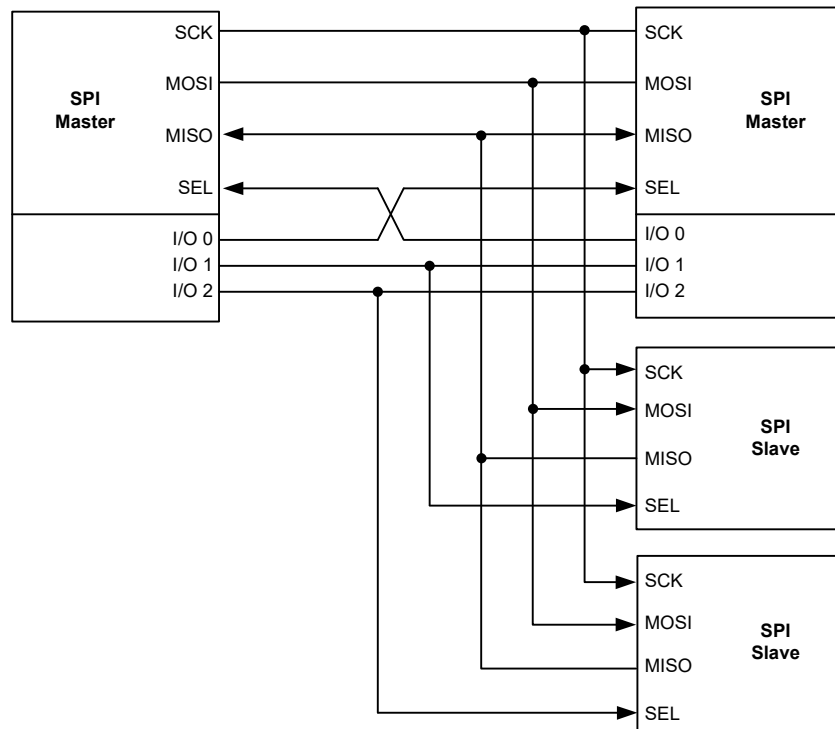 SCK
MOSI
SPI
Master
MISO
SEL
I/O 0
I/O 1
I/O 2
SCK
MOSI
SPI
Master
MISO
SEL
I/O 0
I/O 1
I/O 2
SCK
MOSI
SPI
Slave
MISO
SEL
SCK
MOSI
SPI
Slave
MISO
SEL